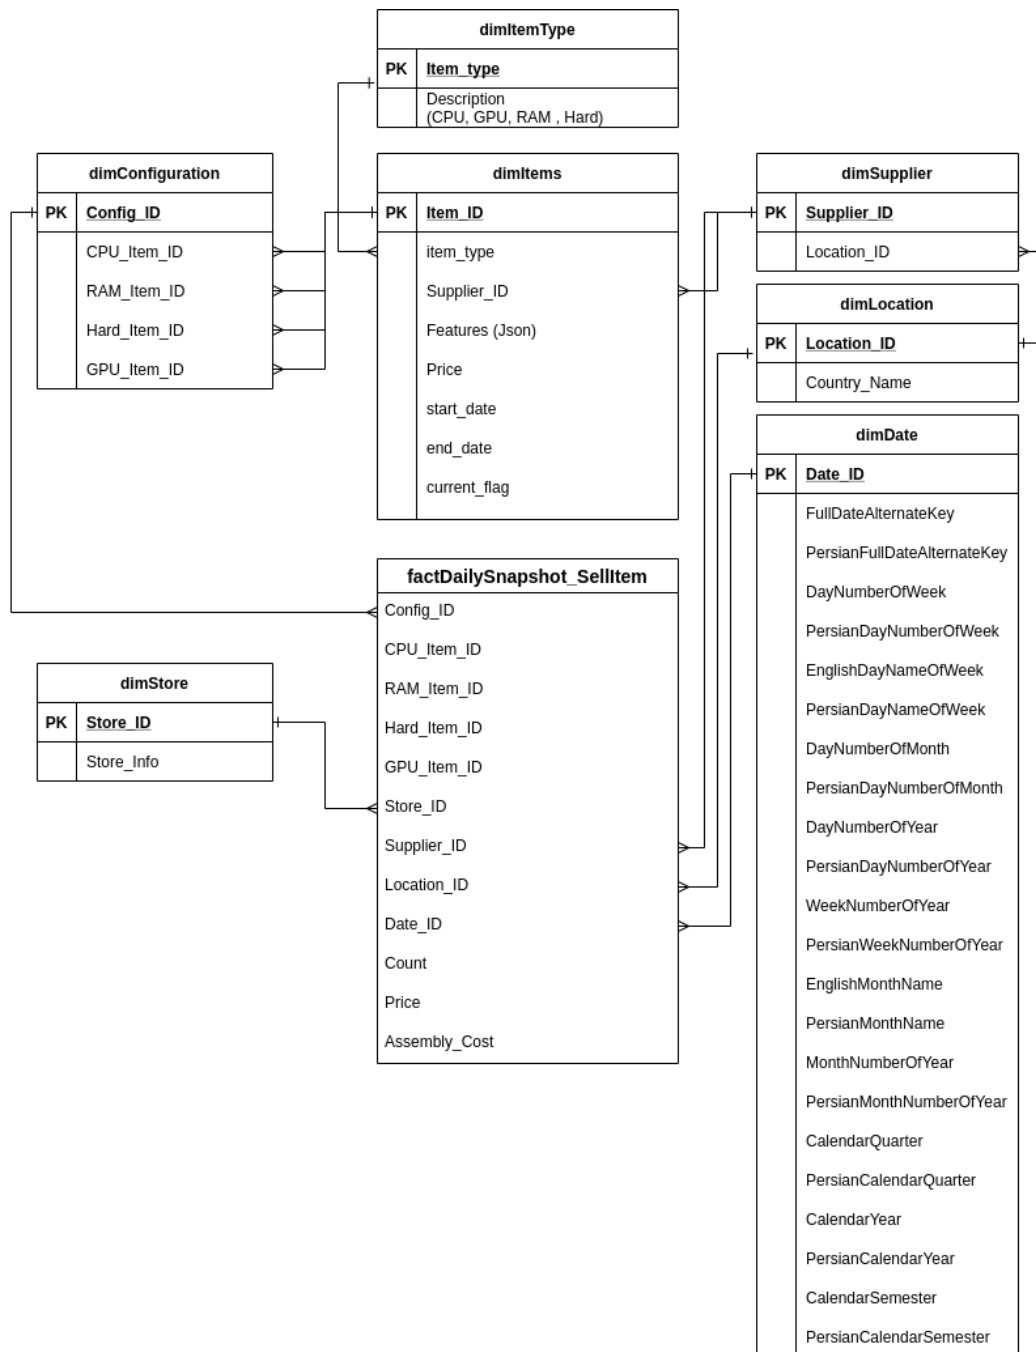 dimItemType
PK Item_type
Description
(CPU, GPU, RAM , Hard)
dimConfiguration
PK Config_ID
CPU_Item_ID
RAM_Item_ID
Hard_Item_ID
GPU_Item_ID
dimItems
PK Item_ID
item_type
Supplier_ID
Features (Json)
Price
start_date
end_date
current_flag
dimSupplier
PK Supplier_ID
Location_ID
dimLocation
PK Location_ID
Country_Name
dimDate
PK Date_ID
FullDateAlternateKey
PersianFullDateAlternateKey
DayNumberOfWeek
PersianDayNumberOfWeek
EnglishDayNameOfWeek
PersianDayNameOfWeek
DayNumberOfMonth
PersianDayNumberOfMonth
DayNumberOfYear
PersianDayNumberOfYear
WeekNumberOfYear
PersianWeekNumberOfYear
EnglishMonthName
PersianMonthName
MonthNumberOfYear
PersianMonthNumberOfYear
CalendarQuarter
PersianCalendarQuarter
CalendarYear
PersianCalendarYear
CalendarSemester
PersianCalendarSemester
factDailySnapshot_SellItem
Config_ID
CPU_Item_ID
RAM_Item_ID
Hard_Item_ID
GPU_Item_ID
Store_ID
Supplier_ID
Location_ID
Date_ID
Count
Price
Assembly_Cost
dimStore
PK Store_ID
Store_Info